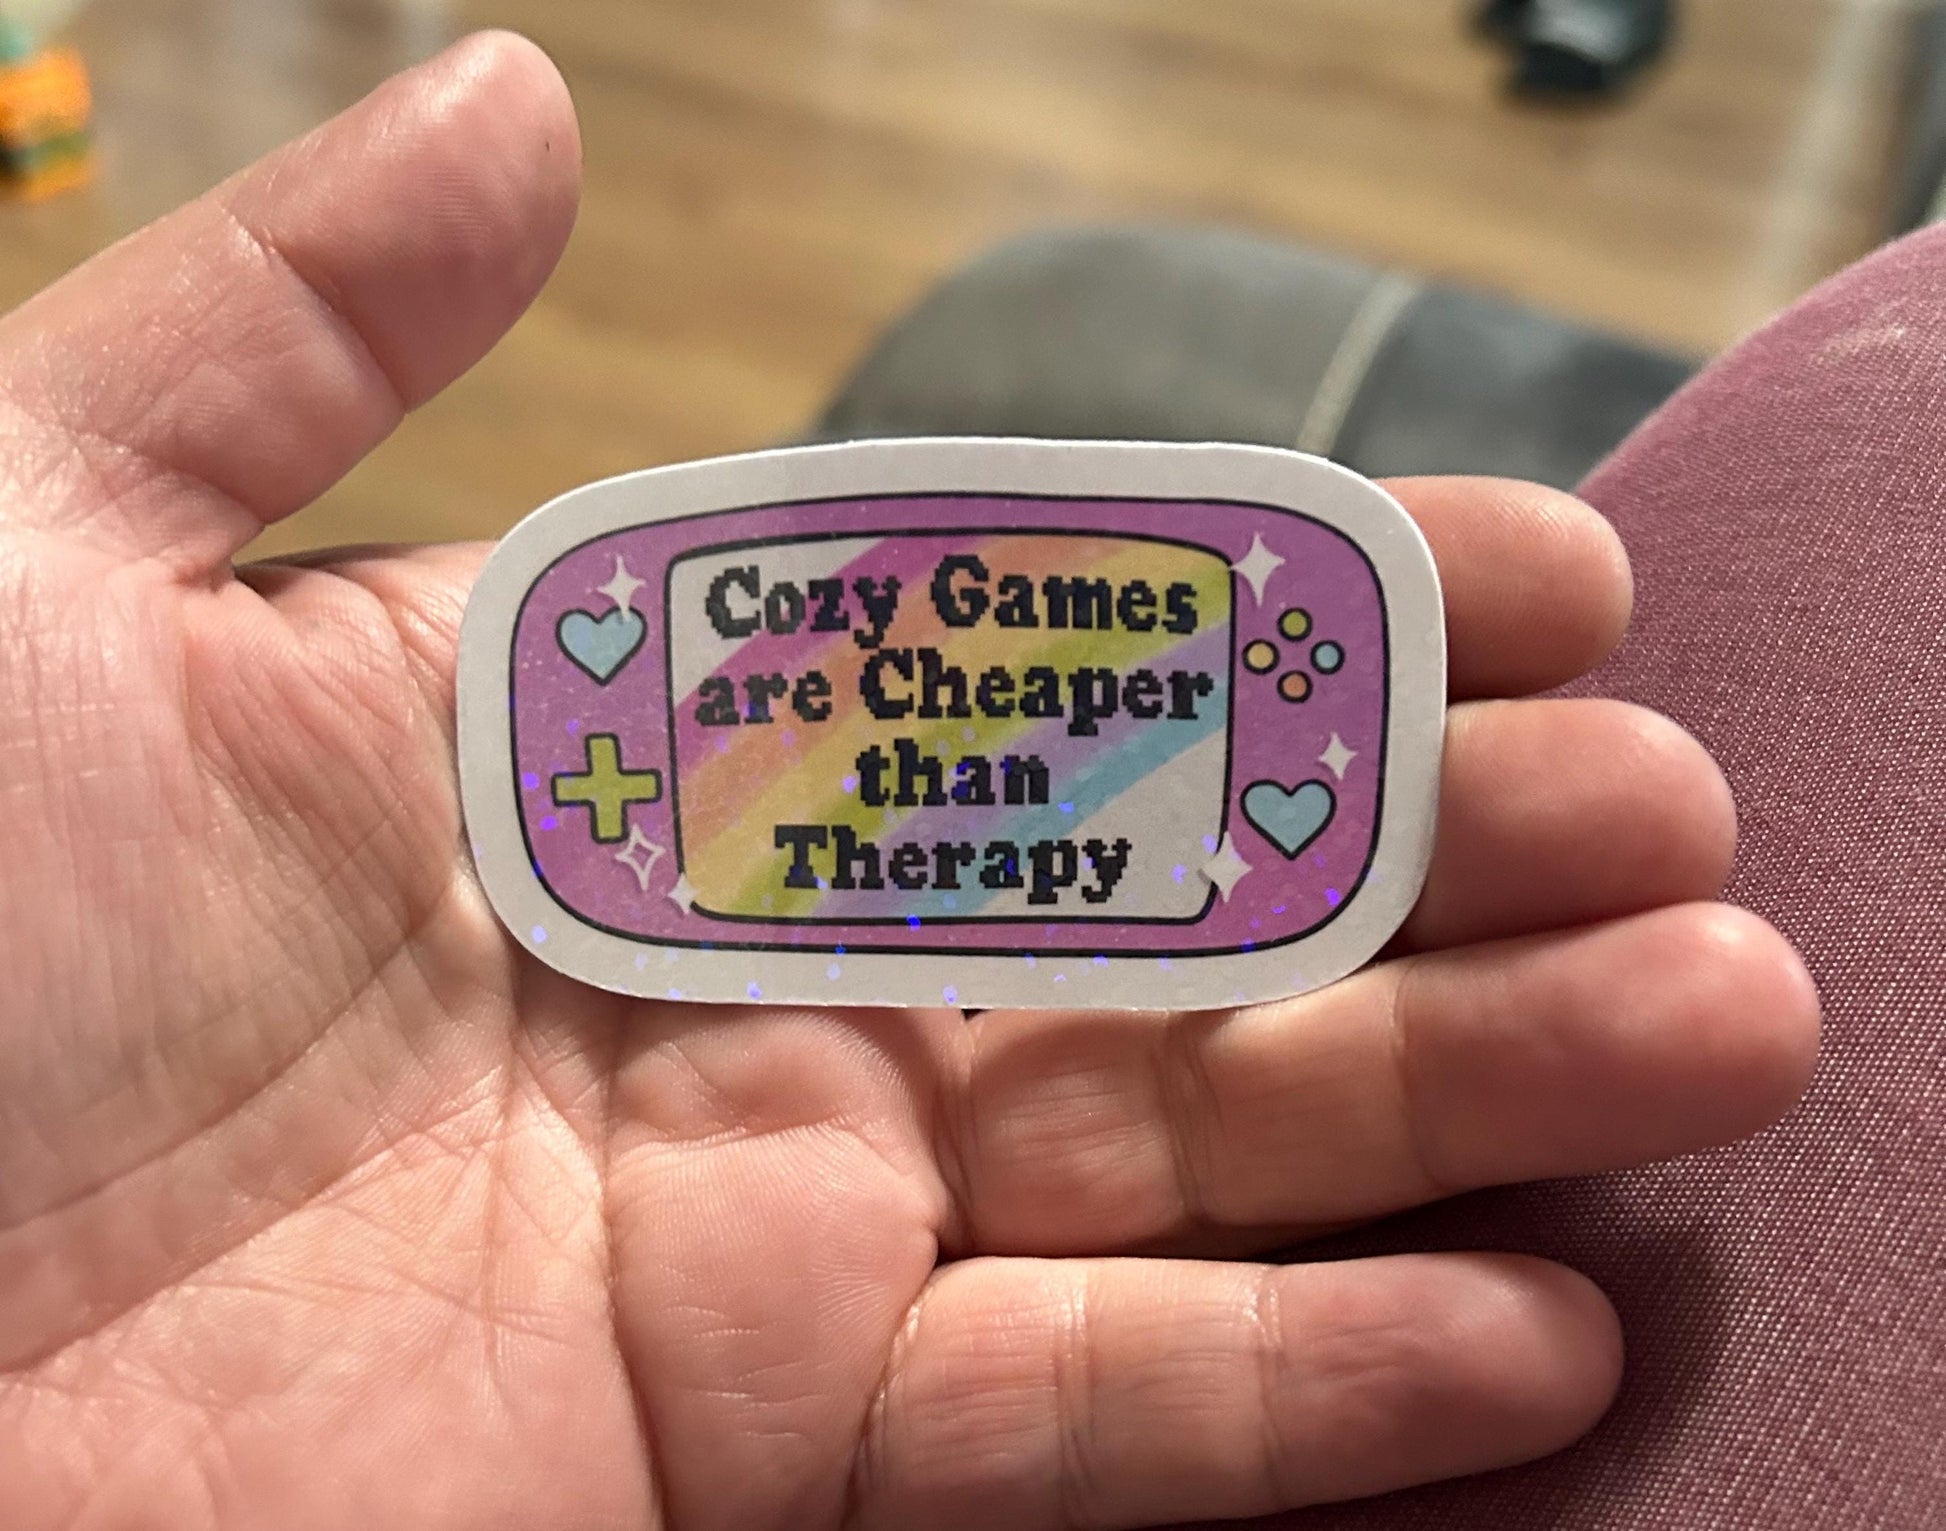 Cozy Games
are Cheaper
than
Therapy